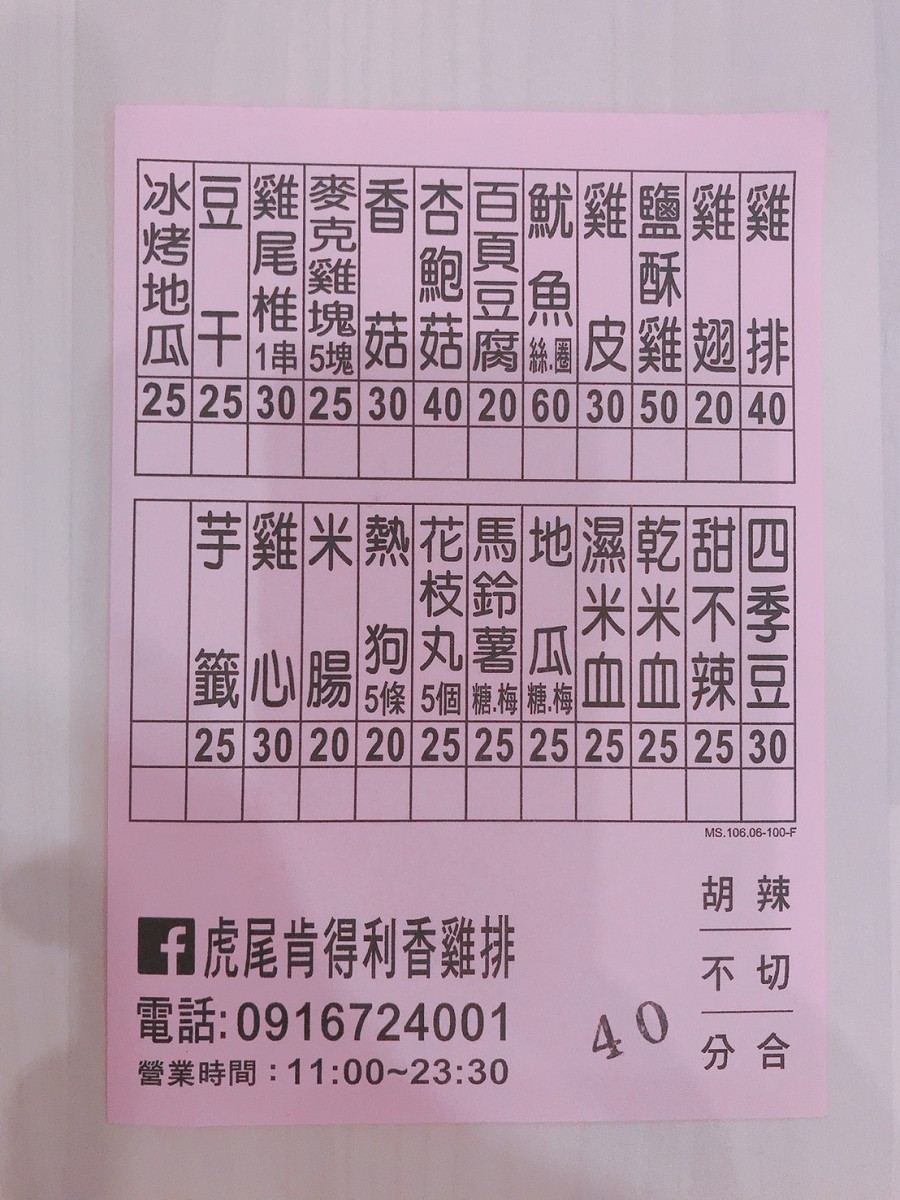 雞排 40
雞翅 20
鹽酥雞 50
雞皮 30
魷魚 絲.圈 60
百頁豆腐 20
杏鮑菇 40
香菇 30
麥克雞塊 5塊 25
雞尾椎 1串 30
豆干 25
冰烤地瓜 25
四季豆 30
甜不辣 25
乾米血 25
濕米血 25
地瓜 糖.梅 25
馬鈴薯 糖.梅 25
花枝丸 5個 25
熱狗 5條 20
米腸 20
雞心 30
芋籤 25
MS.106.06-100-F
胡 辣
不 切
分 合
f 虎尾肯得利香雞排
電話:0916724001
營業時間:11:00~23:30
40